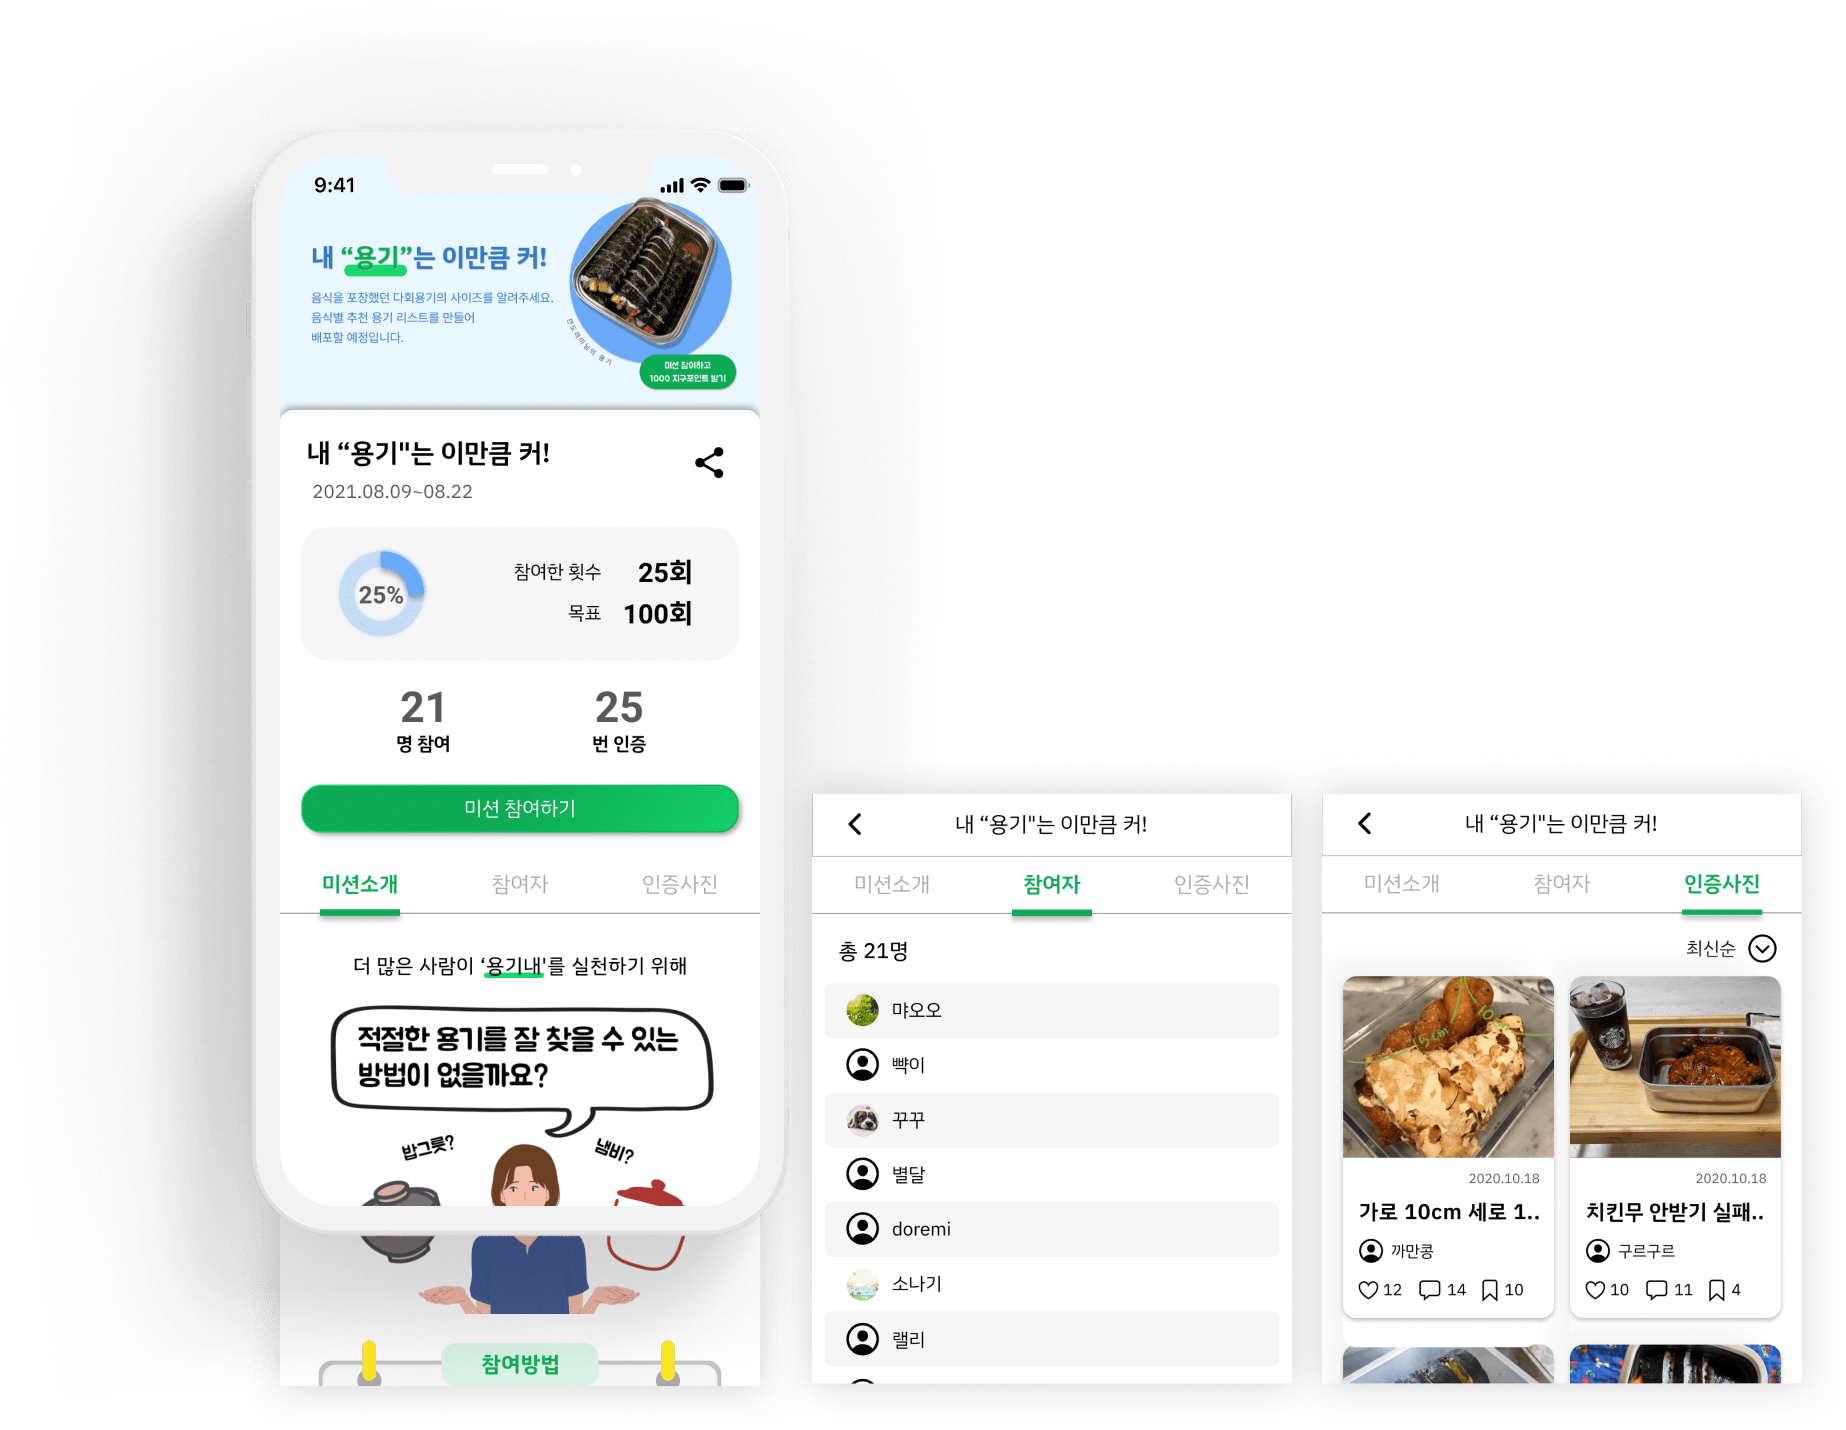 9:41
내 “용기”는 이만큼 커!
음식을 포장했던 다회용기의 사이즈를 알려주세요.
음식별 추천 용기 리스트를 만들어
배포할 예정입니다.
미션 참여하고
1000 지구포인트 받기
내 “용기"는 이만큼 커!
2021.08.09~08.22
25%
참여한 횟수 25회
목표 100회
21
명 참여
25
번 인증
미션 참여하기
미션소개 참여자 인증사진
더 많은 사람이 ‘용기내'를 실천하기 위해
적절한 용기를 잘 찾을 수 있는
방법이 없을까요?
밥그릇?
냄비?
참여방법
내 “용기"는 이만큼 커!
미션소개 참여자 인증사진
총 21명
먀오오
뺙이
꾸꾸
별달
doremi
소나기
랠리
내 “용기"는 이만큼 커!
미션소개 참여자 인증사진
최신순
15cm
10cm
2020.10.18
가로 10cm 세로 1..
까만콩
12 14 10
2020.10.18
치킨무 안받기 실패..
구르구르
10 11 4